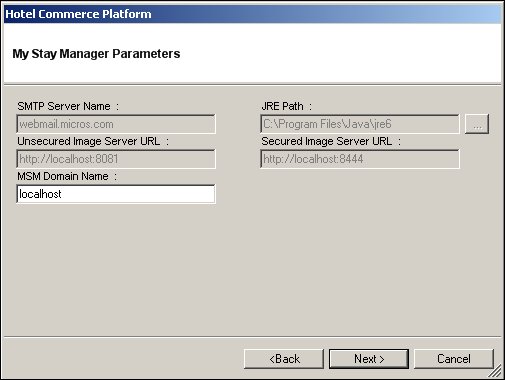 Hotel Commerce Platform
My Stay Manager Parameters
SMTP Server Name :
JRE Path :
webmail.micros.com
C:\Program Files\Java\jre6
...
Unsecured Image Server URL :
Secured Image Server URL :
http://localhost:8081
http://localhost:8444
MSM Domain Name :
localhost
<Back
Next >
Cancel